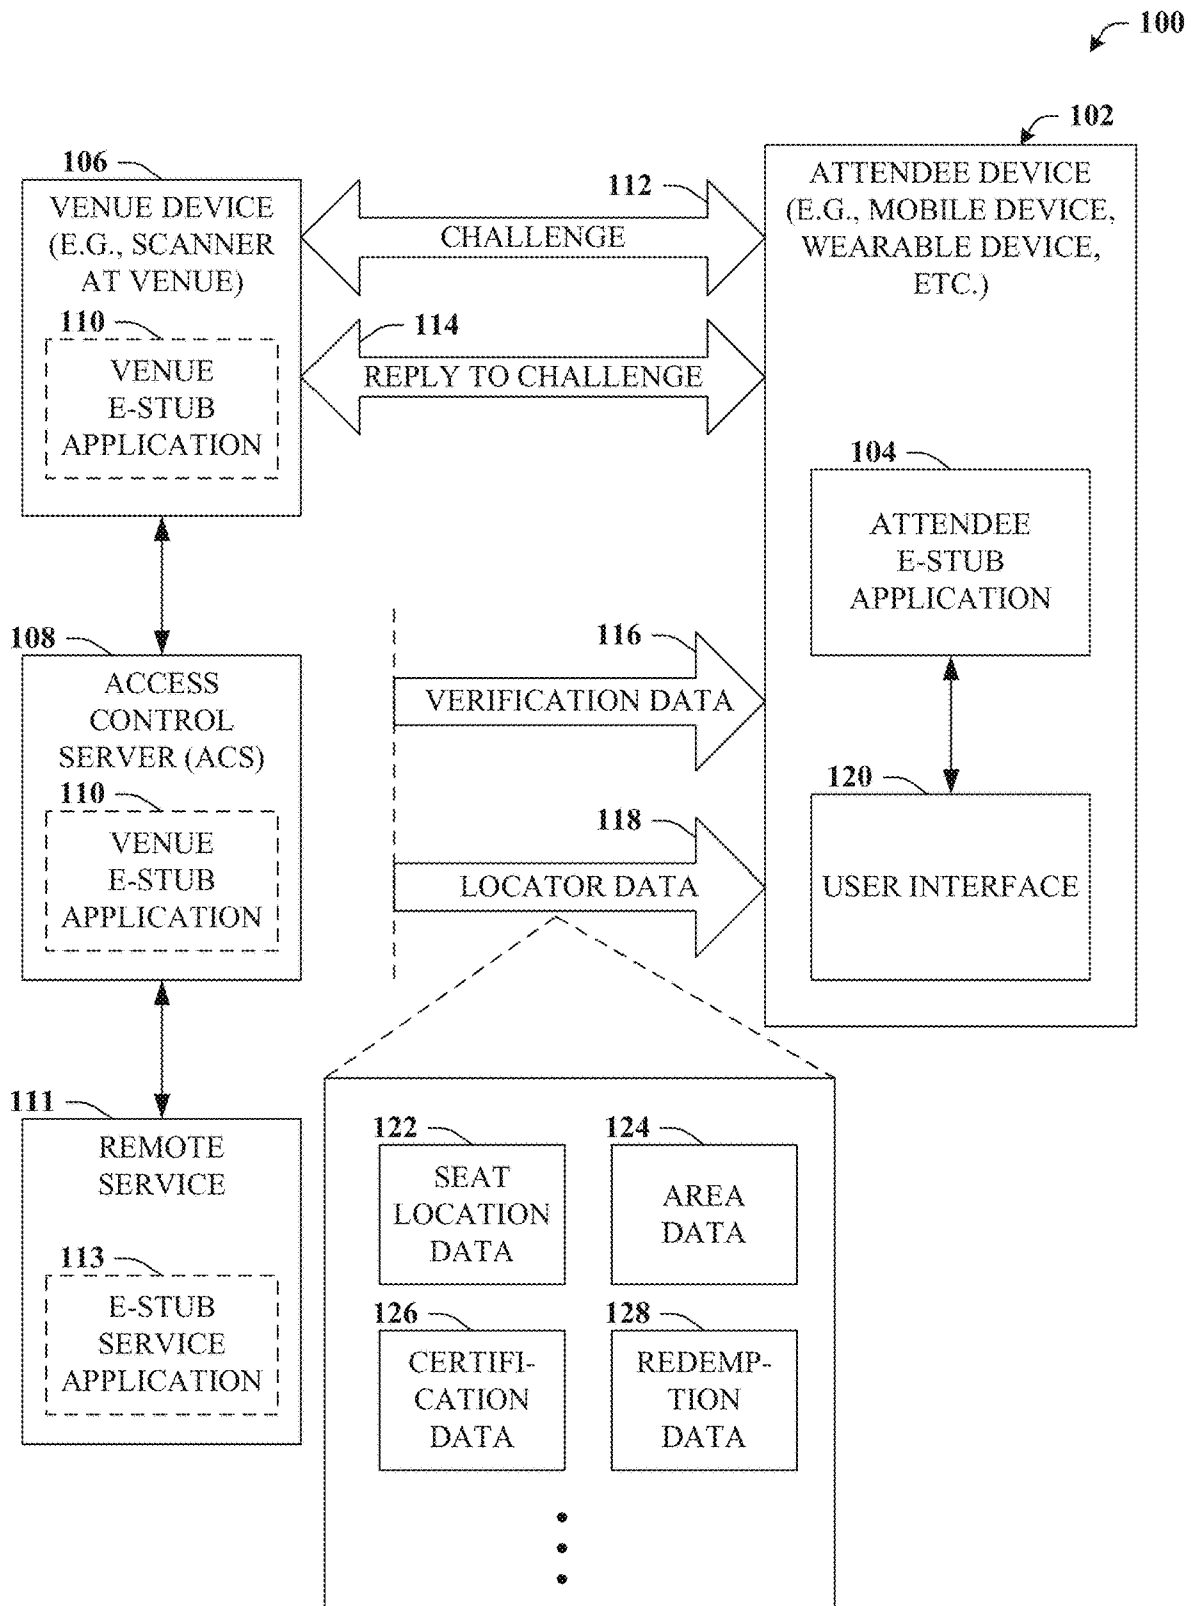 100
102
ATTENDEE DEVICE
(E.G., MOBILE DEVICE,
WEARABLE DEVICE,
ETC.)
106
VENUE DEVICE
(E.G., SCANNER
AT VENUE)
110
VENUE
E-STUB
APPLICATION
112
CHALLENGE
114
REPLY TO CHALLENGE
104
ATTENDEE
E-STUB
APPLICATION
108
ACCESS
CONTROL
SERVER (ACS)
110
VENUE
E-STUB
APPLICATION
116
VERIFICATION DATA
118
LOCATOR DATA
120
USER INTERFACE
111
REMOTE
SERVICE
113
E-STUB
SERVICE
APPLICATION
122
SEAT
LOCATION
DATA
124
AREA
DATA
126
CERTIFI-
CATION
DATA
128
REDEMP-
TION
DATA